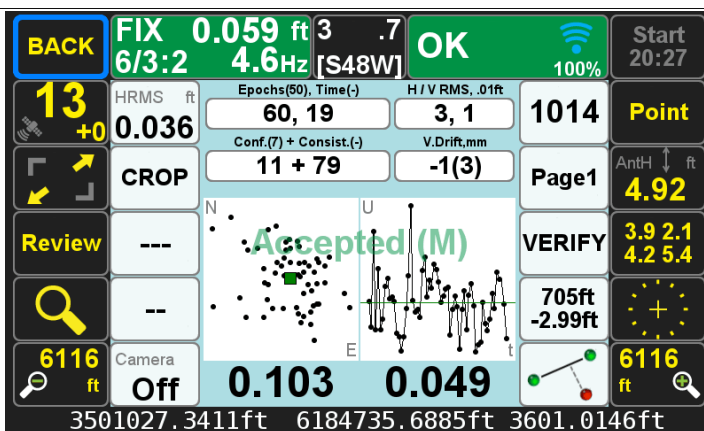 BACK
FIX 0.059 ft
6/3:2 4.6Hz
3 .7
[S48W]
OK
100%
Start
20:27
13
+0
HRMS ft
0.036
Epochs(50), Time(-)
60, 19
H / V RMS, .01ft
3, 1
1014
Point
CROP
Conf.(7) + Consist.(-)
11 + 79
V.Drift,mm
-1(3)
Page1
AntH ft
4.92
Review
---
N
U
Accepted (M)
VERIFY
3.9 2.1
4.2 5.4
--
705ft
-2.99ft
E
t
6116
ft
Camera
Off
0.103
0.049
6116
ft
3501027.3411ft 6184735.6885ft 3601.0146ft